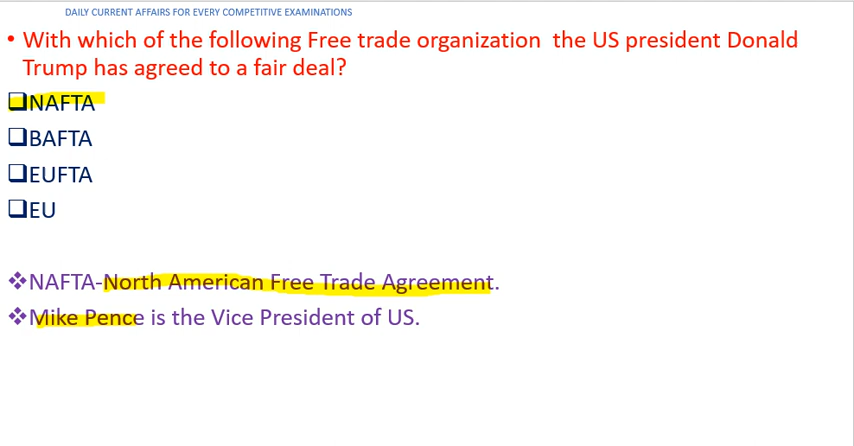 DAILY CURRENT AFFAIRS FOR EVERY COMPETITIVE EXAMINATIONS
• With which of the following Free trade organization the US president Donald
Trump has agreed to a fair deal?
❑NAFTA
❑BAFTA
❑EUFTA
❑EU
❖NAFTA-North American Free Trade Agreement.
❖Mike Pence is the Vice President of US.